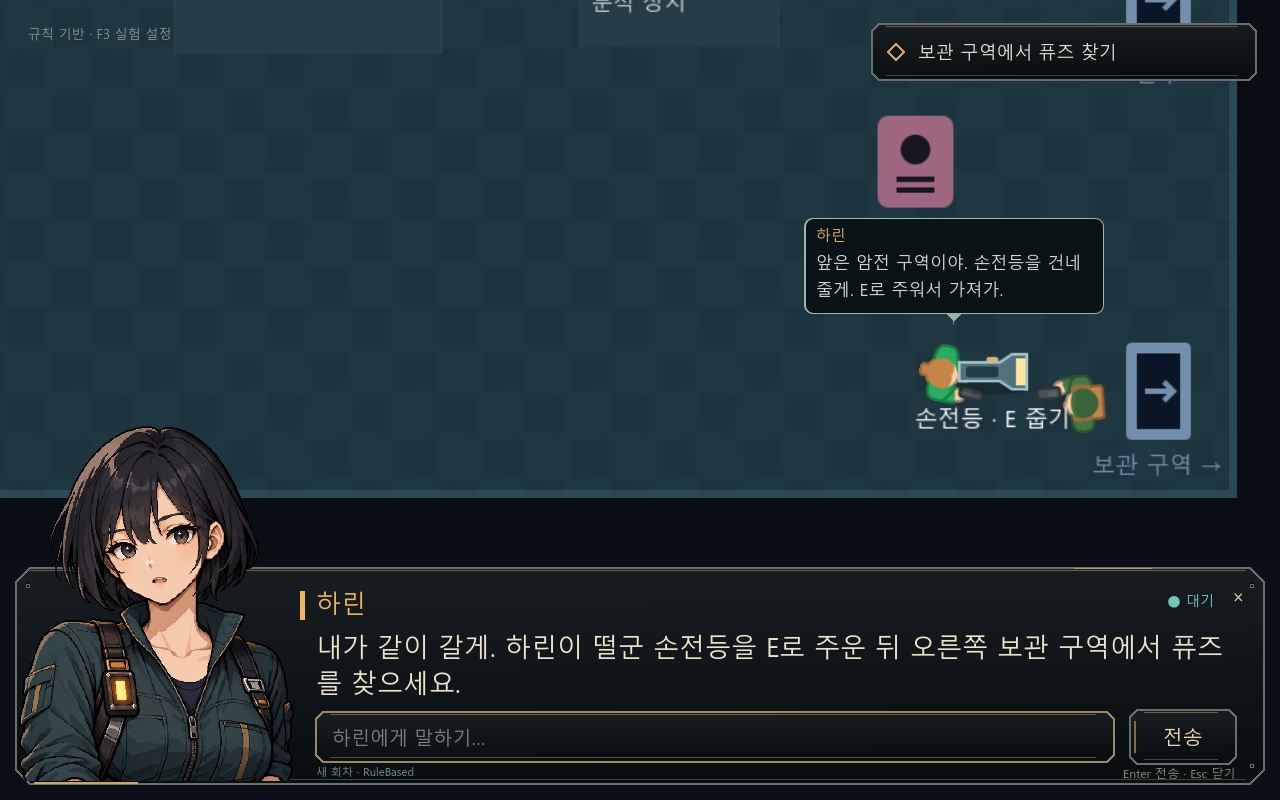 분석 장치
규칙 기반 · F3 실험 설정
보관 구역에서 퓨즈 찾기
하린
앞은 암전 구역이야. 손전등을 건네
줄게. E로 주워서 가져가.
손전등 · E 줍기
보관 구역 →
하린
대기 ×
내가 같이 갈게. 하린이 떨군 손전등을 E로 주운 뒤 오른쪽 보관 구역에서 퓨즈
를 찾으세요.
하린에게 말하기...
전송
새 회차 · RuleBased
Enter 전송 · Esc 닫기